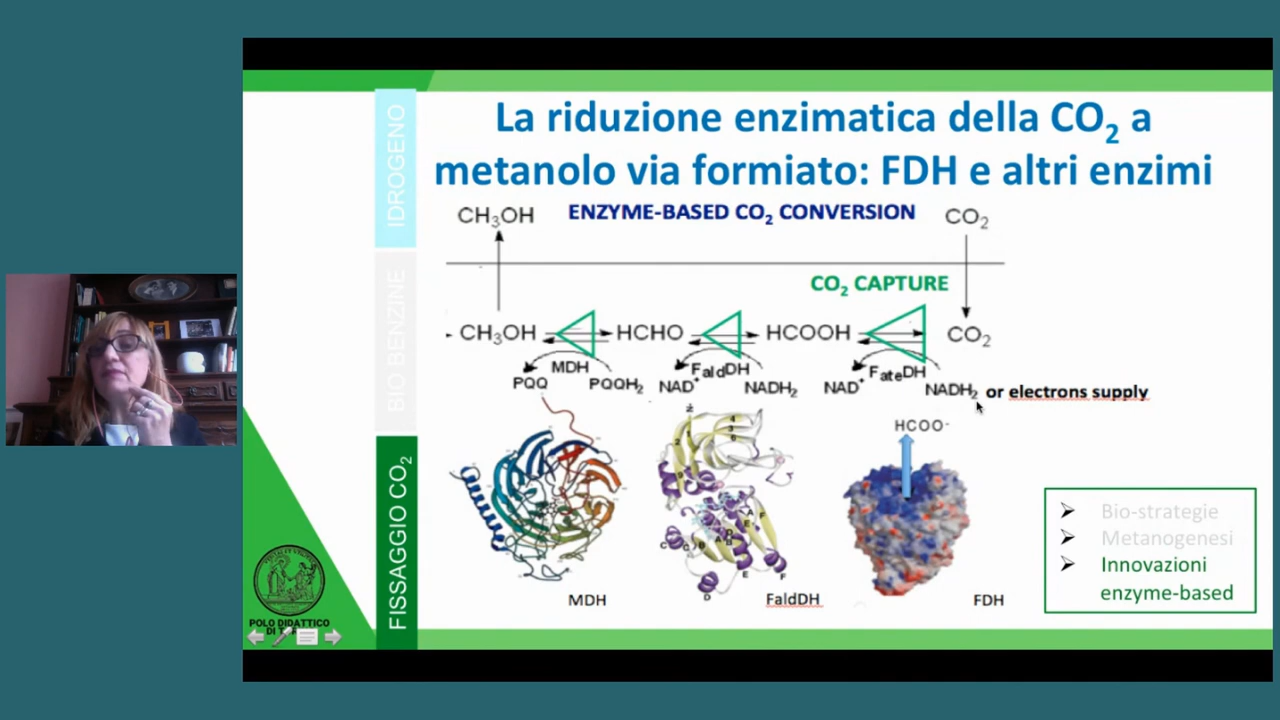 La riduzione enzimatica della CO2 a
metanolo via formiato: FDH e altri enzimi
IDROGENO
BIO BENZINE
FISSAGGIO CO2
CH3OH ENZYME-BASED CO2 CONVERSION CO2
CO2 CAPTURE
CH3OH HCHO HCOOH CO2
MDH FaldDH FateDH
PQQ PQQH2 NAD+ NADH2 NAD+ NADH2 or electrons supply
HCOO-
MDH FaldDH FDH
Bio-strategie
Metanogenesi
Innovazioni
enzyme-based
POLO DIDATTICO